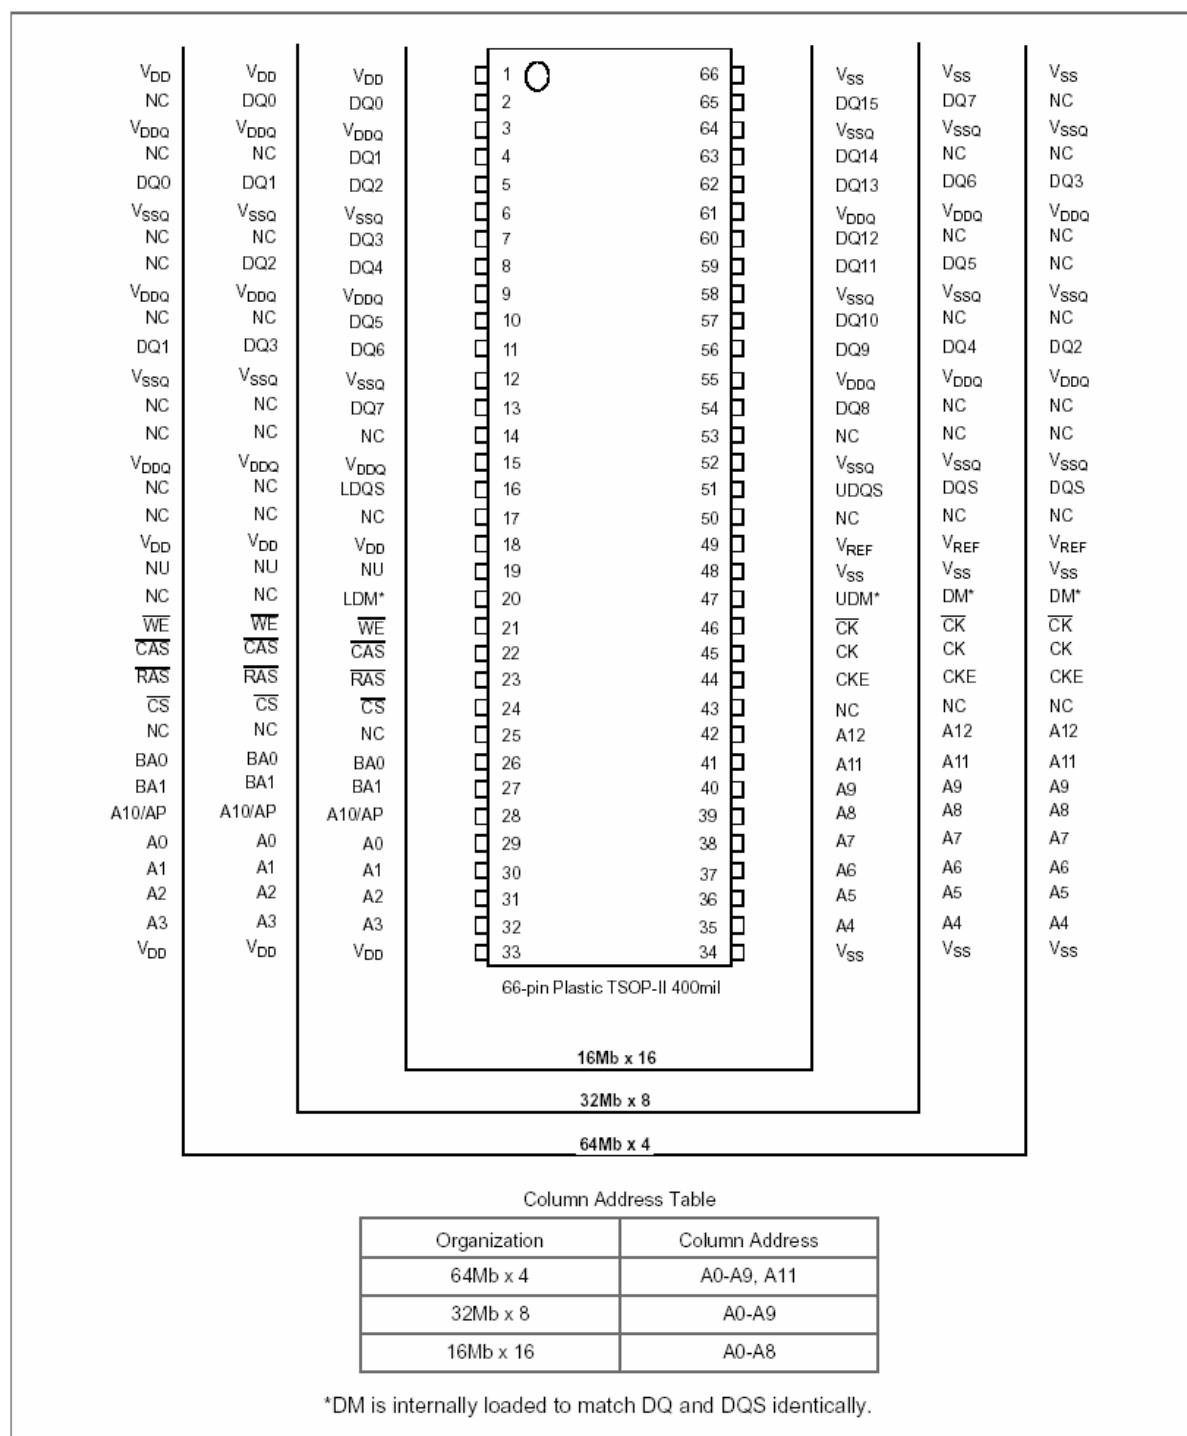 VDD VDD VDD 1 66 VSS VSS VSS
NC DQ0 DQ0 2 65 DQ15 DQ7 NC
VDDQ VDDQ VDDQ 3 64 VSSQ VSSQ VSSQ
NC NC DQ1 4 63 DQ14 NC NC
DQ0 DQ1 DQ2 5 62 DQ13 DQ6 DQ3
VSSQ VSSQ VSSQ 6 61 VDDQ VDDQ VDDQ
NC NC DQ3 7 60 DQ12 NC NC
NC DQ2 DQ4 8 59 DQ11 DQ5 NC
VDDQ VDDQ VDDQ 9 58 VSSQ VSSQ VSSQ
NC NC DQ5 10 57 DQ10 NC NC
DQ1 DQ3 DQ6 11 56 DQ9 DQ4 DQ2
VSSQ VSSQ VSSQ 12 55 VDDQ VDDQ VDDQ
NC NC DQ7 13 54 DQ8 NC NC
NC NC NC 14 53 NC NC NC
VDDQ VDDQ VDDQ 15 52 VSSQ VSSQ VSSQ
NC NC LDQS 16 51 UDQS DQS DQS
NC NC NC 17 50 NC NC NC
VDD VDD VDD 18 49 VREF VREF VREF
NU NU NU 19 48 VSS VSS VSS
NC NC LDM* 20 47 UDM* DM* DM*
WE WE WE 21 46 CK CK CK
CAS CAS CAS 22 45 CK CK CK
RAS RAS RAS 23 44 CKE CKE CKE
CS CS CS 24 43 NC NC NC
NC NC NC 25 42 A12 A12 A12
BA0 BA0 BA0 26 41 A11 A11 A11
BA1 BA1 BA1 27 40 A9 A9 A9
A10/AP A10/AP A10/AP 28 39 A8 A8 A8
A0 A0 A0 29 38 A7 A7 A7
A1 A1 A1 30 37 A6 A6 A6
A2 A2 A2 31 36 A5 A5 A5
A3 A3 A3 32 35 A4 A4 A4
VDD VDD VDD 33 34 VSS VSS VSS
66-pin Plastic TSOP-II 400mil
16Mb x 16
32Mb x 8
64Mb x 4
Column Address Table
Organization Column Address
64Mb x 4 A0-A9, A11
32Mb x 8 A0-A9
16Mb x 16 A0-A8
*DM is internally loaded to match DQ and DQS identically.